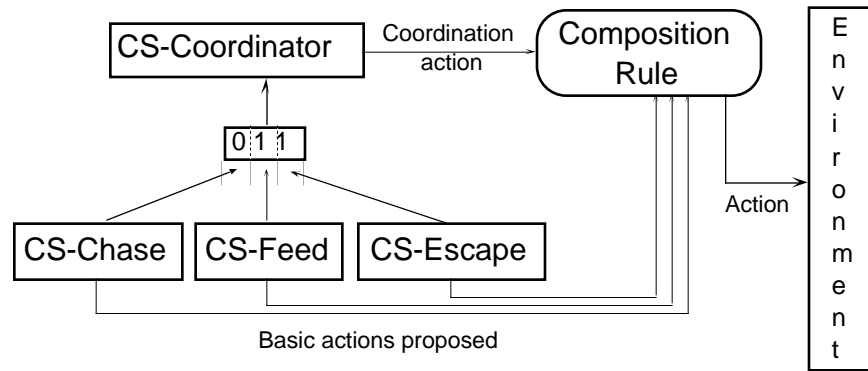 CS-Coordinator
Coordination
action
Composition
Rule
0 1 1
CS-Chase
CS-Feed
CS-Escape
Basic actions proposed
Action
E
n
v
i
r
o
n
m
e
n
t